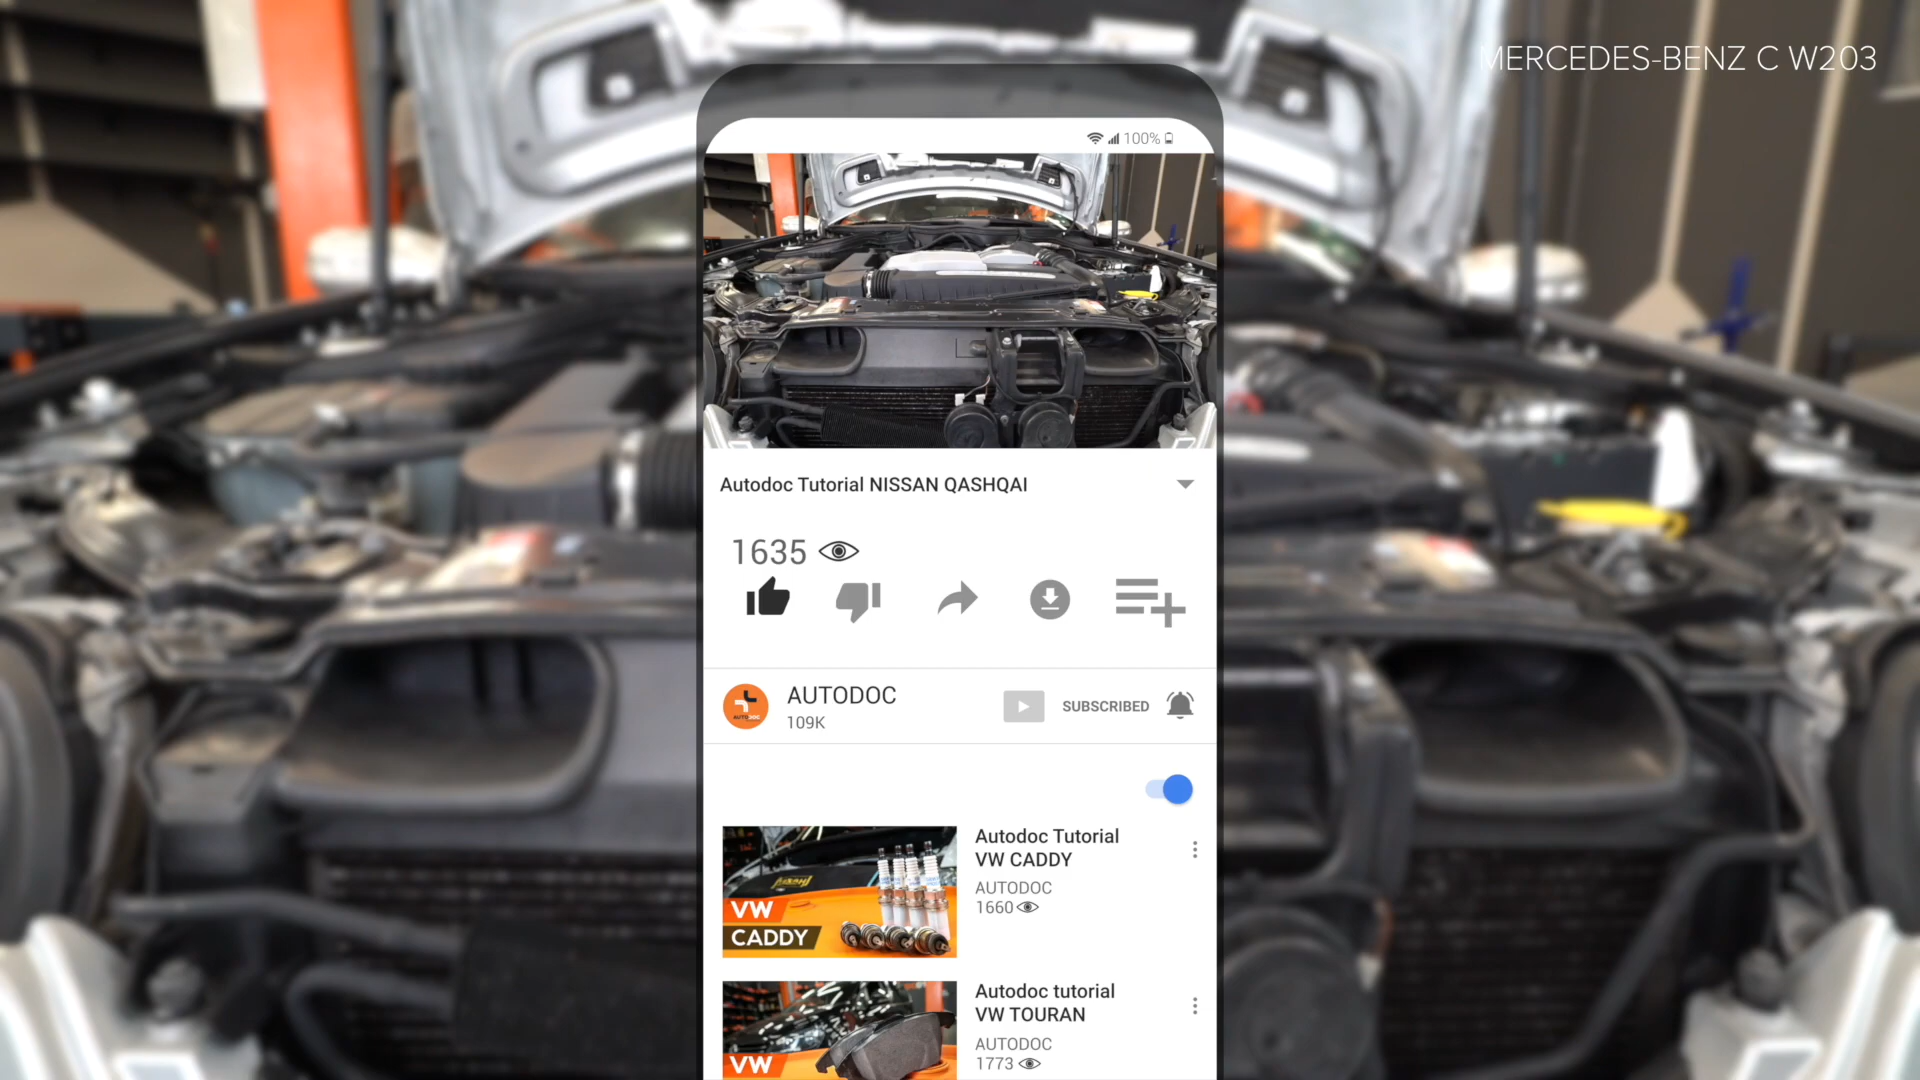 MERCEDES-BENZ C W203
100%
Autodoc Tutorial NISSAN QASHQAI
1635
AUTODOC
AUTODOC
109K
SUBSCRIBED
VW
CADDY
Autodoc Tutorial
VW CADDY
AUTODOC
1660
VW
Autodoc tutorial
VW TOURAN
AUTODOC
1773